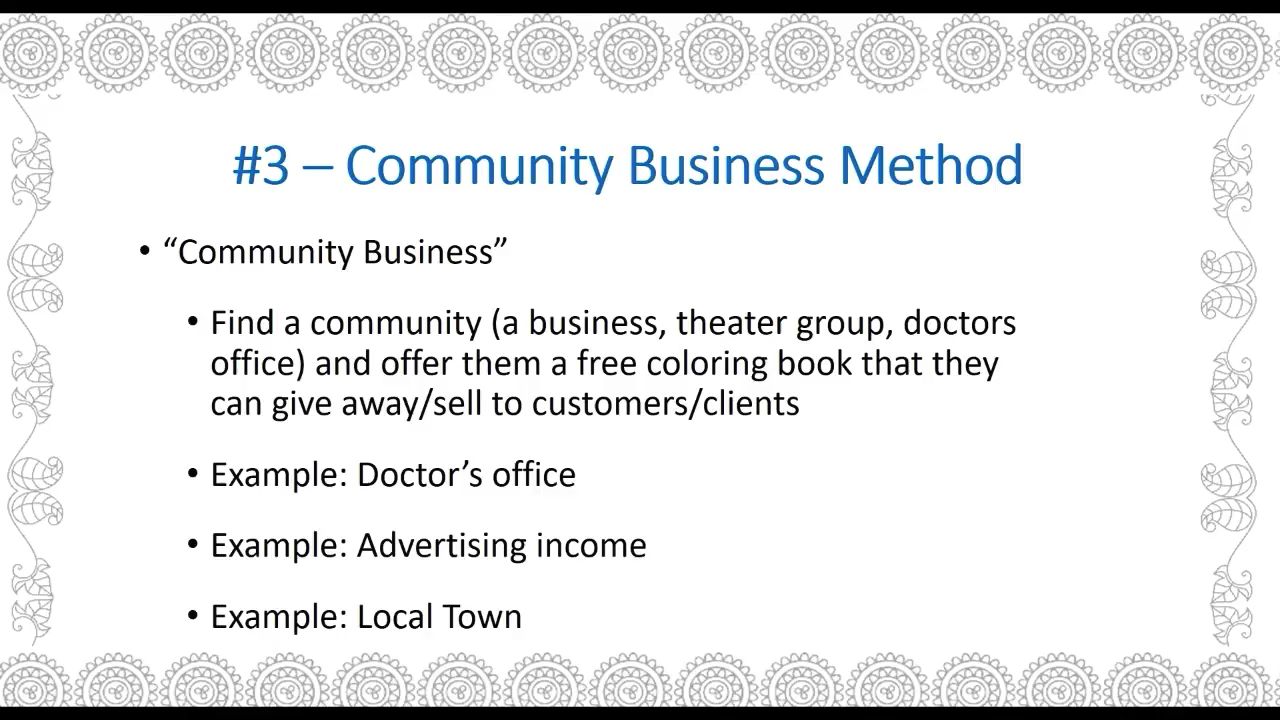 #3 – Community Business Method
• “Community Business”
• Find a community (a business, theater group, doctors
office) and offer them a free coloring book that they
can give away/sell to customers/clients
• Example: Doctor’s office
• Example: Advertising income
• Example: Local Town